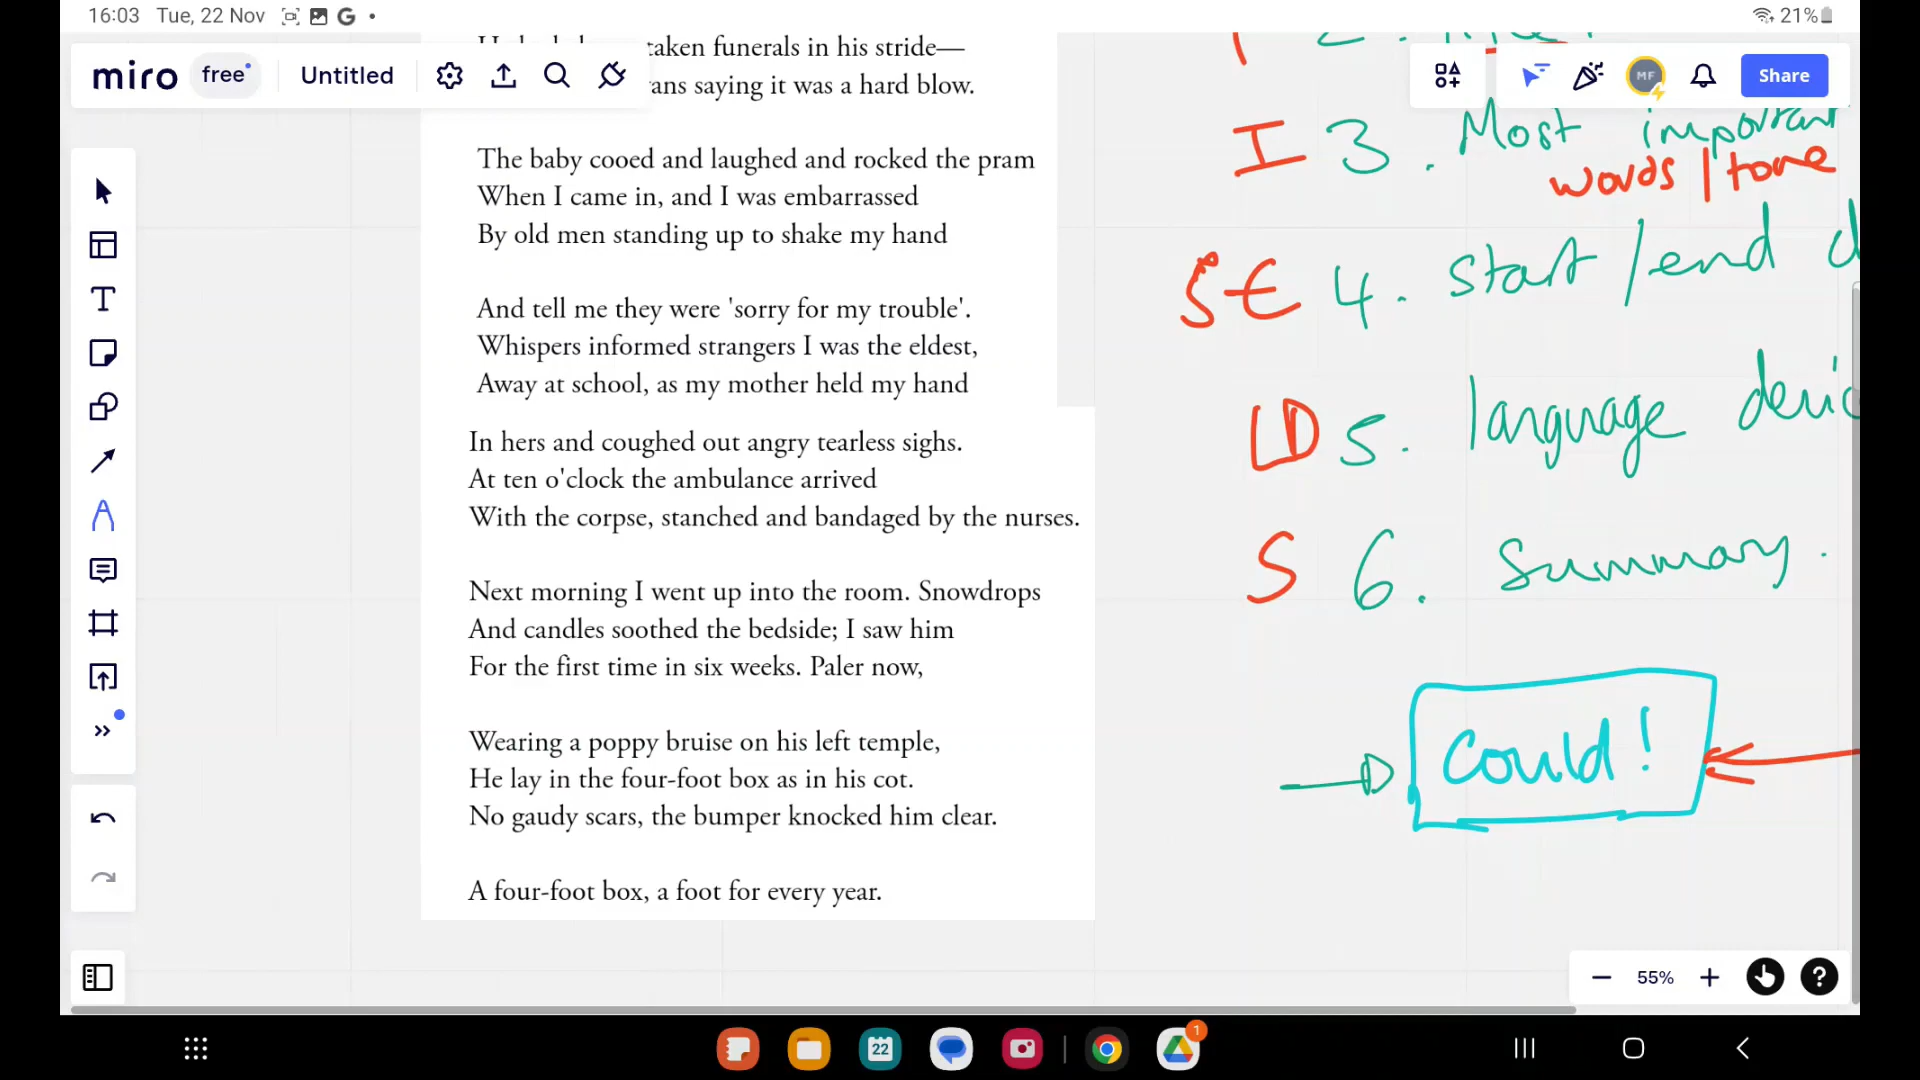 16:03 Tue, 22 Nov
21%
miro free Untitled
MF Share
taken funerals in his stride—
ans saying it was a hard blow.
The baby cooed and laughed and rocked the pram
When I came in, and I was embarrassed
By old men standing up to shake my hand
And tell me they were 'sorry for my trouble'.
Whispers informed strangers I was the eldest,
Away at school, as my mother held my hand
In hers and coughed out angry tearless sighs.
At ten o'clock the ambulance arrived
With the corpse, stanched and bandaged by the nurses.
Next morning I went up into the room. Snowdrops
And candles soothed the bedside; I saw him
For the first time in six weeks. Paler now,
Wearing a poppy bruise on his left temple,
He lay in the four-foot box as in his cot.
No gaudy scars, the bumper knocked him clear.
A four-foot box, a foot for every year.
2.
I 3. Most important
words/tone
SE 4. Start/end d
LD 5. language devic
S 6. Summary.
Could!
55%
22
1